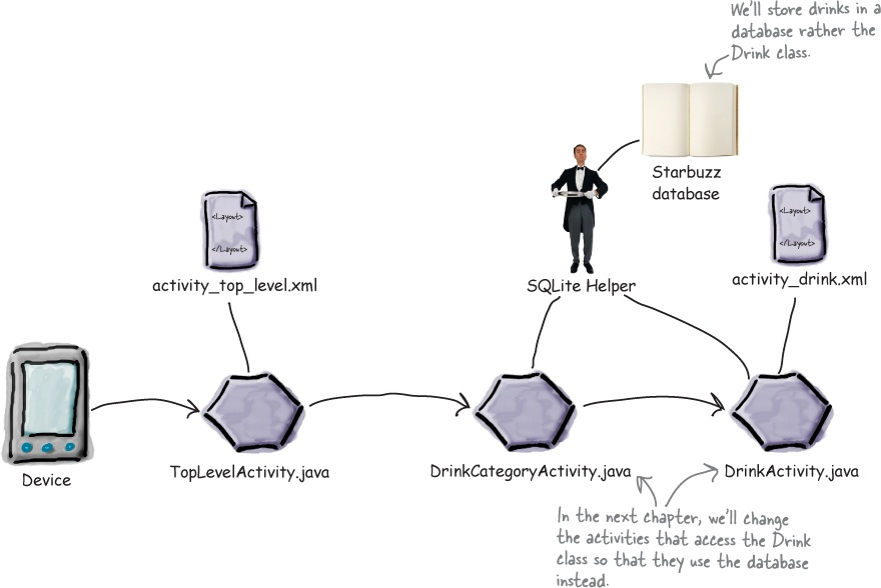 We'll store drinks in a
database rather the
Drink class.
Starbuzz
database
<Layout>
</Layout>
<Layout>
</Layout>
activity_top_level.xml
SQLite Helper
activity_drink.xml
Device
TopLevelActivity.java
DrinkCategoryActivity.java
DrinkActivity.java
In the next chapter, we'll change
the activities that access the Drink
class so that they use the database
instead.